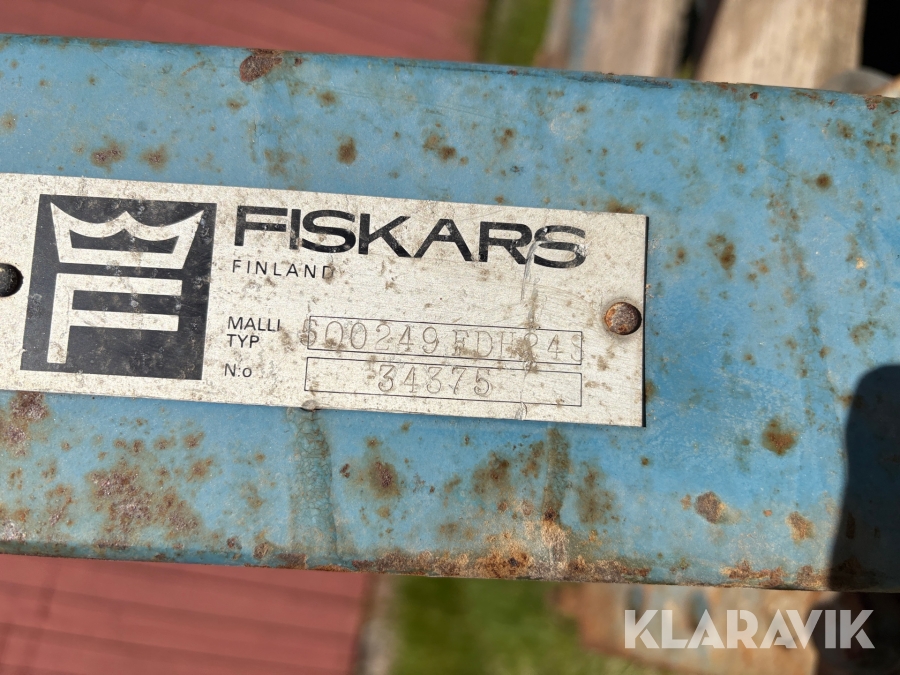 FISKARS
FINLAND
MALLI
TYP
N:o 34375
KLARAVIK